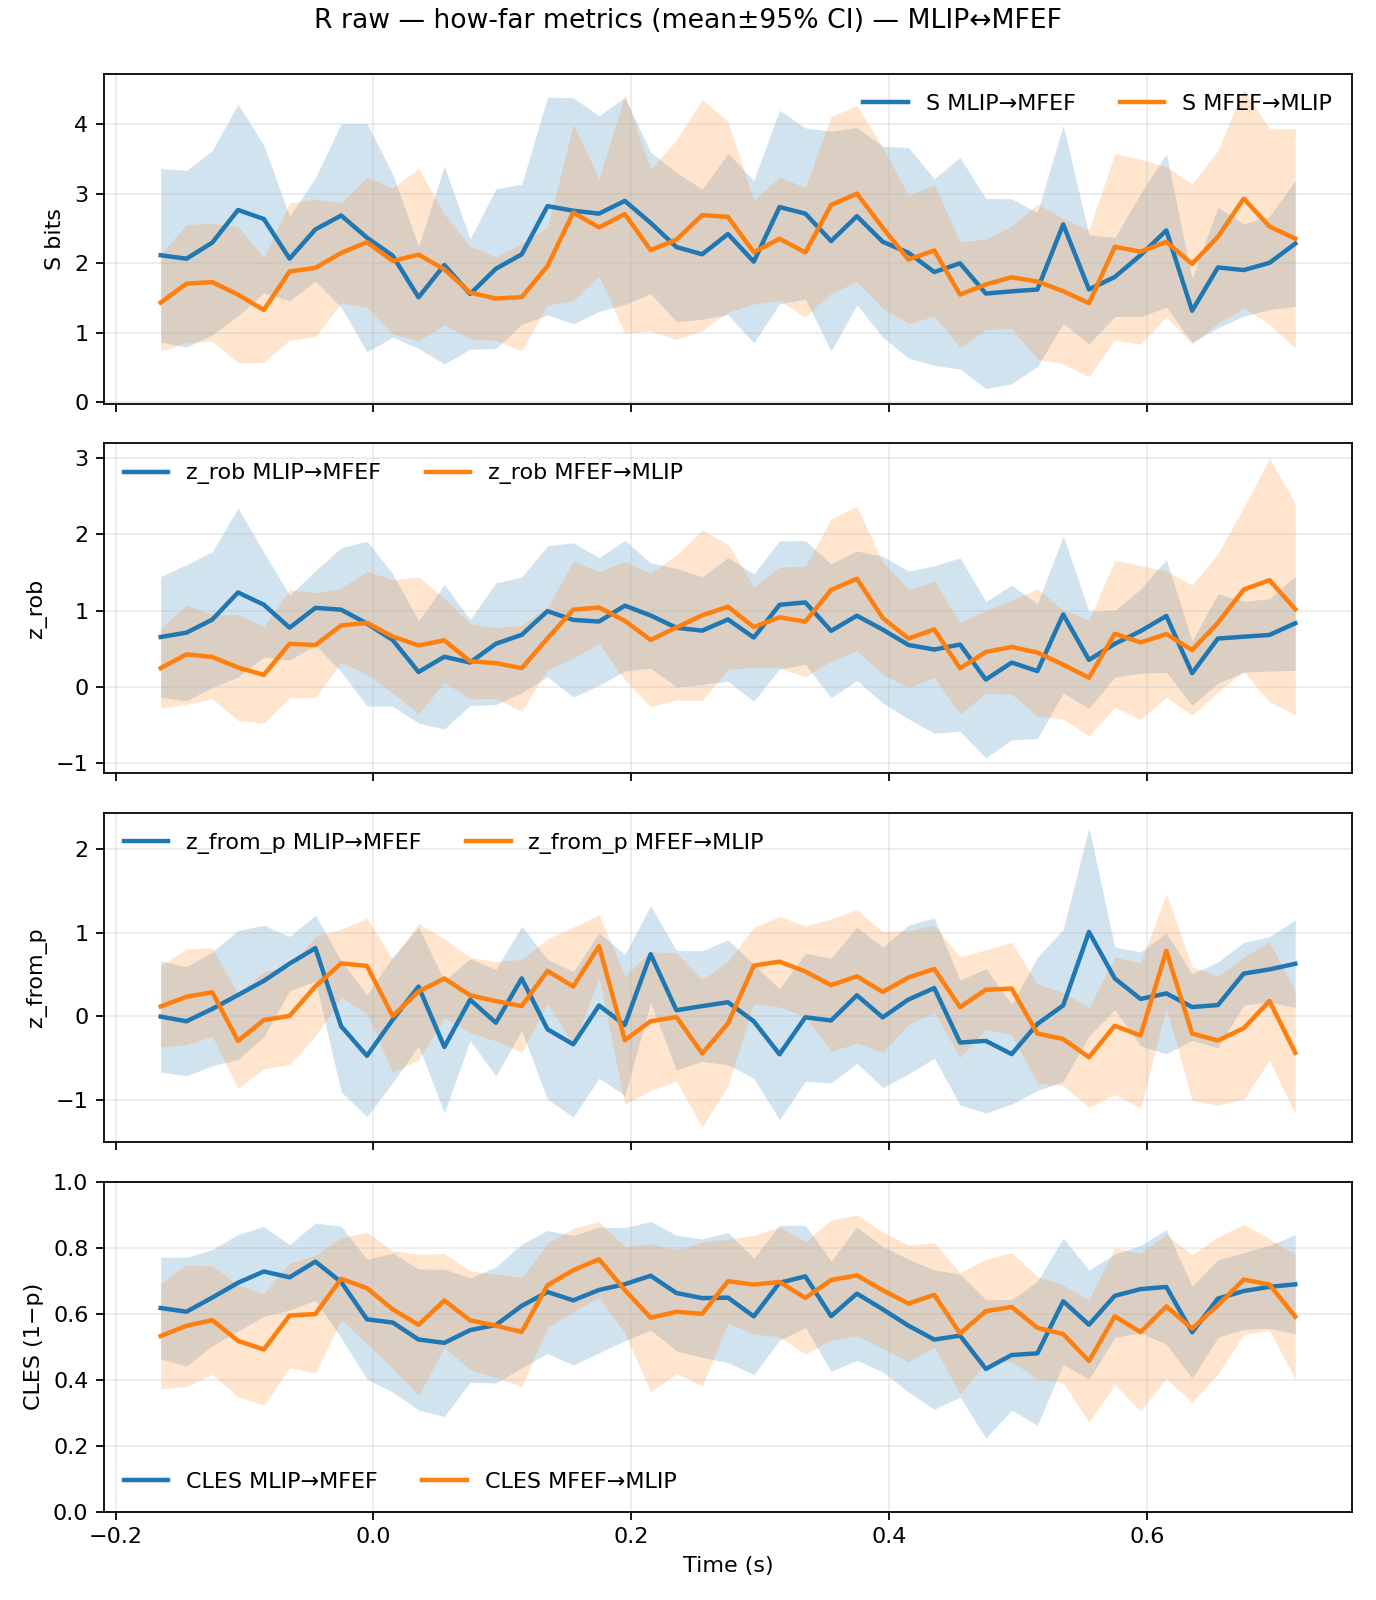 R raw — how-far metrics (mean±95% CI) — MLIP↔MFEF
S bits
4
3
2
1
0
S MLIP→MFEF
S MFEF→MLIP
z_rob
3
2
1
0
−1
z_rob MLIP→MFEF
z_rob MFEF→MLIP
z_from_p
2
1
0
−1
z_from_p MLIP→MFEF
z_from_p MFEF→MLIP
CLES (1−p)
1.0
0.8
0.6
0.4
0.2
0.0
CLES MLIP→MFEF
CLES MFEF→MLIP
−0.2
0.0
0.2
0.4
0.6
Time (s)